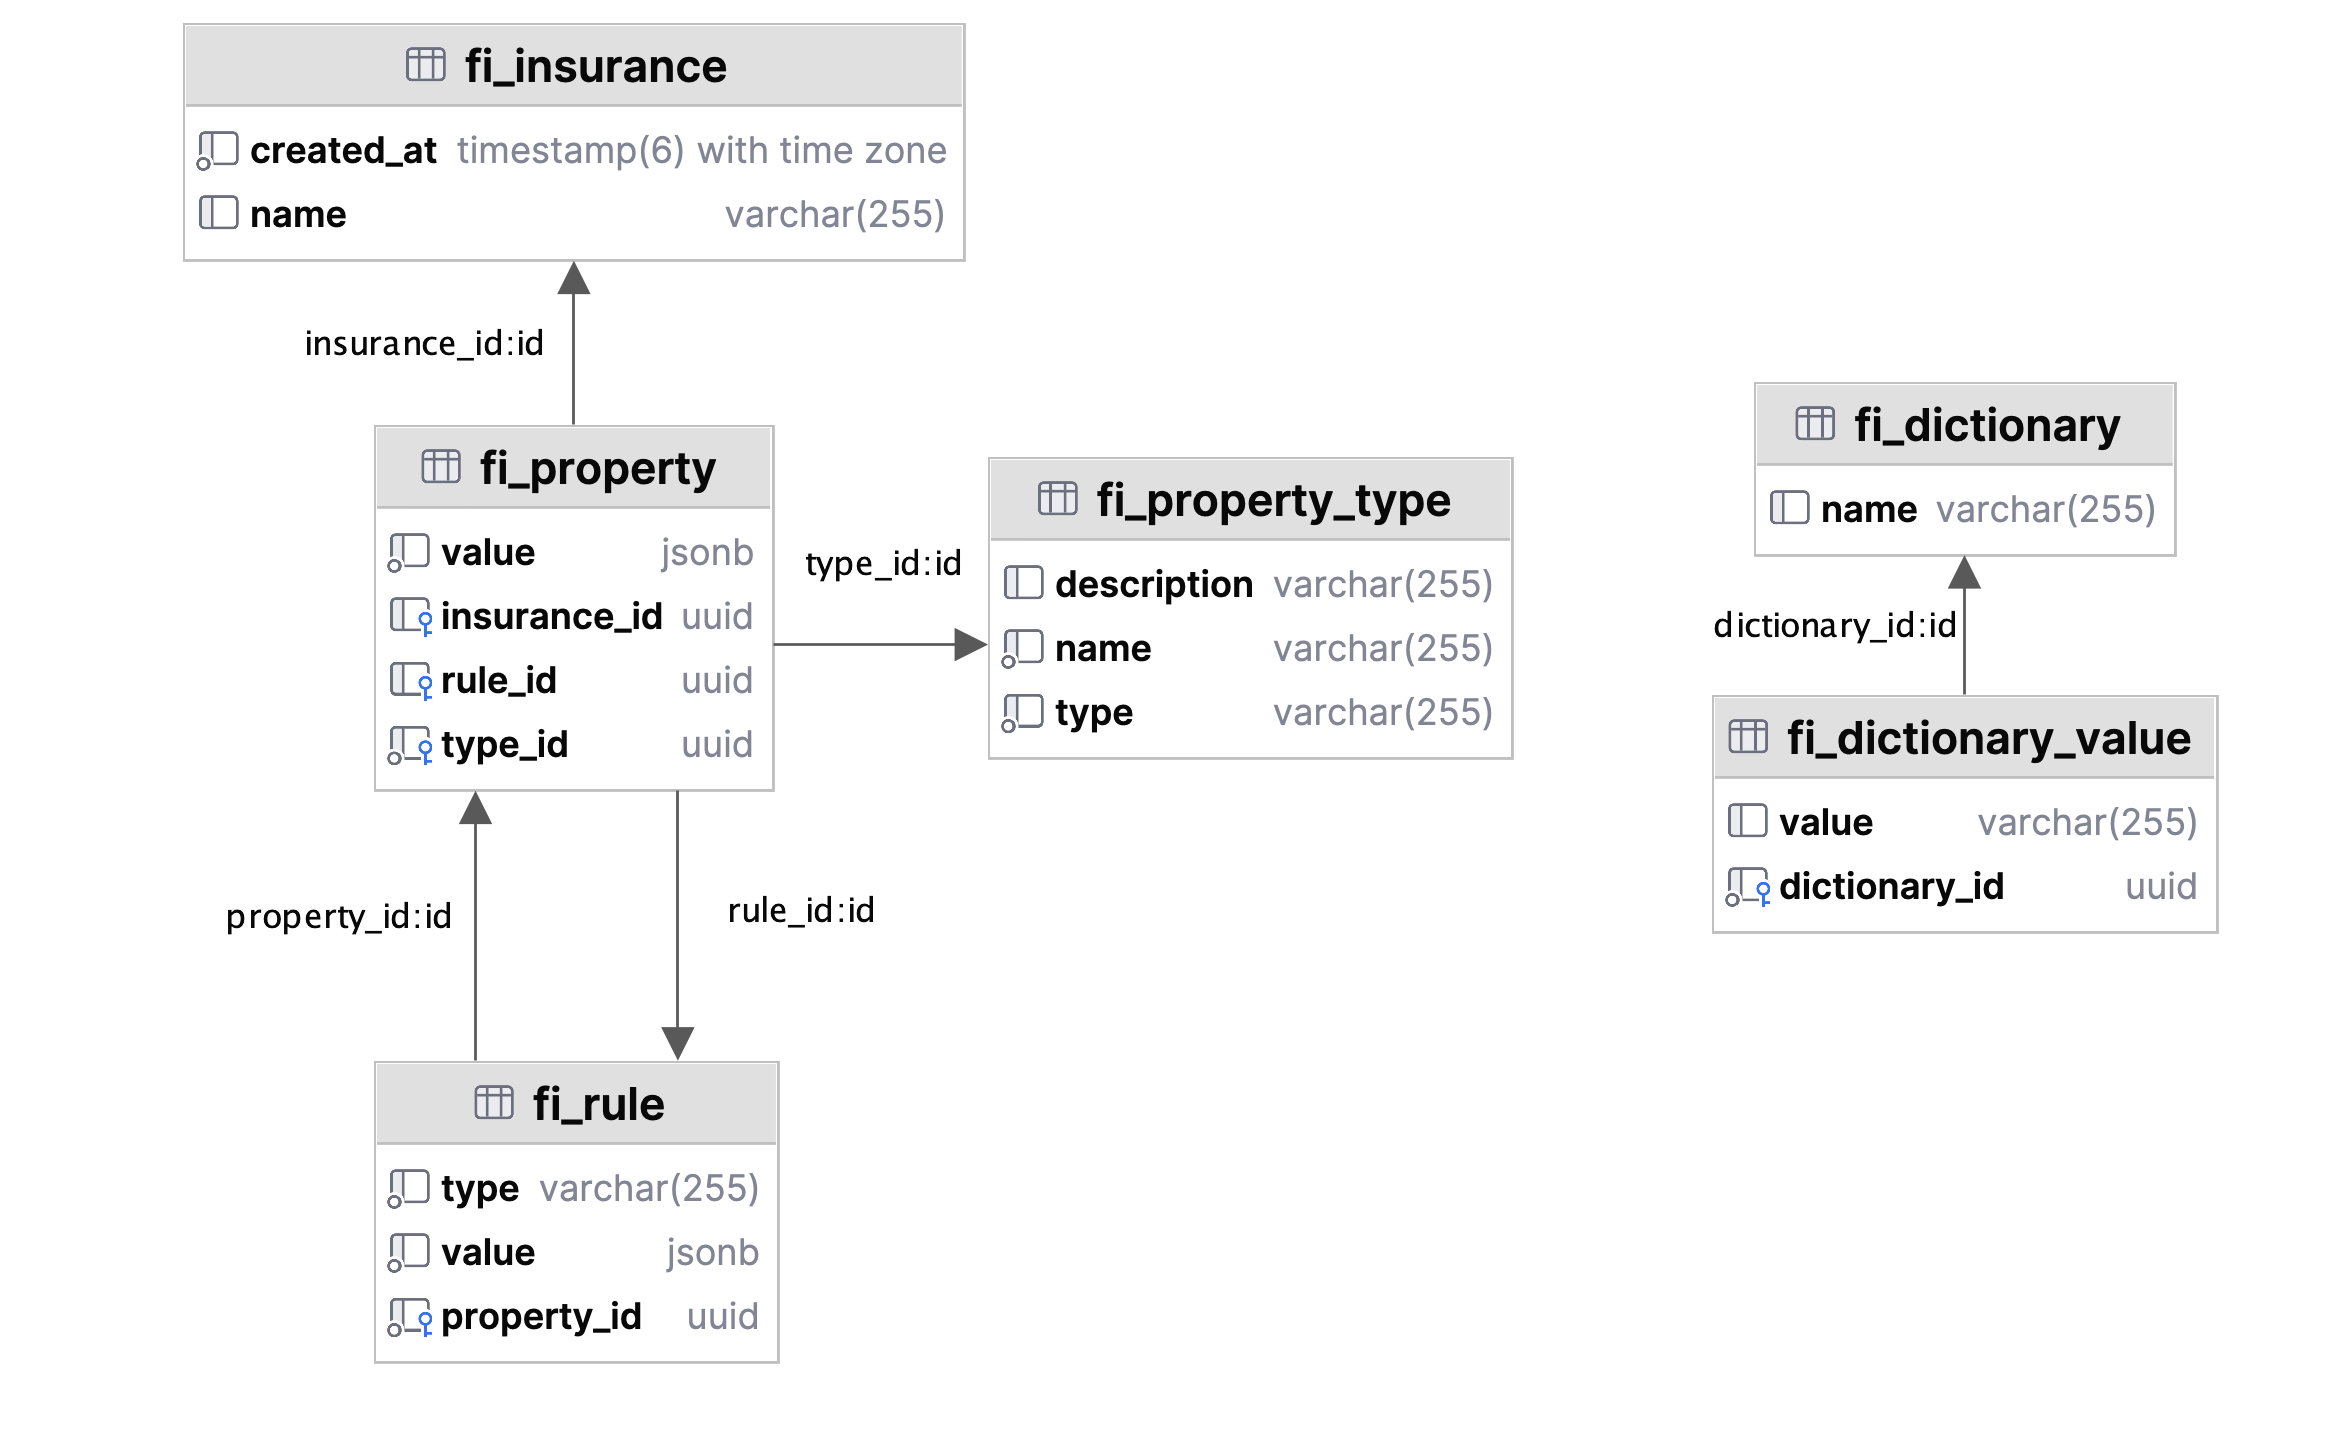 fi_insurance
created_at timestamp(6) with time zone
name varchar(255)
insurance_id:id
fi_property
value jsonb
insurance_id uuid
rule_id uuid
type_id uuid
type_id:id
fi_property_type
description varchar(255)
name varchar(255)
type varchar(255)
property_id:id
rule_id:id
fi_rule
type varchar(255)
value jsonb
property_id uuid
fi_dictionary
name varchar(255)
dictionary_id:id
fi_dictionary_value
value varchar(255)
dictionary_id uuid